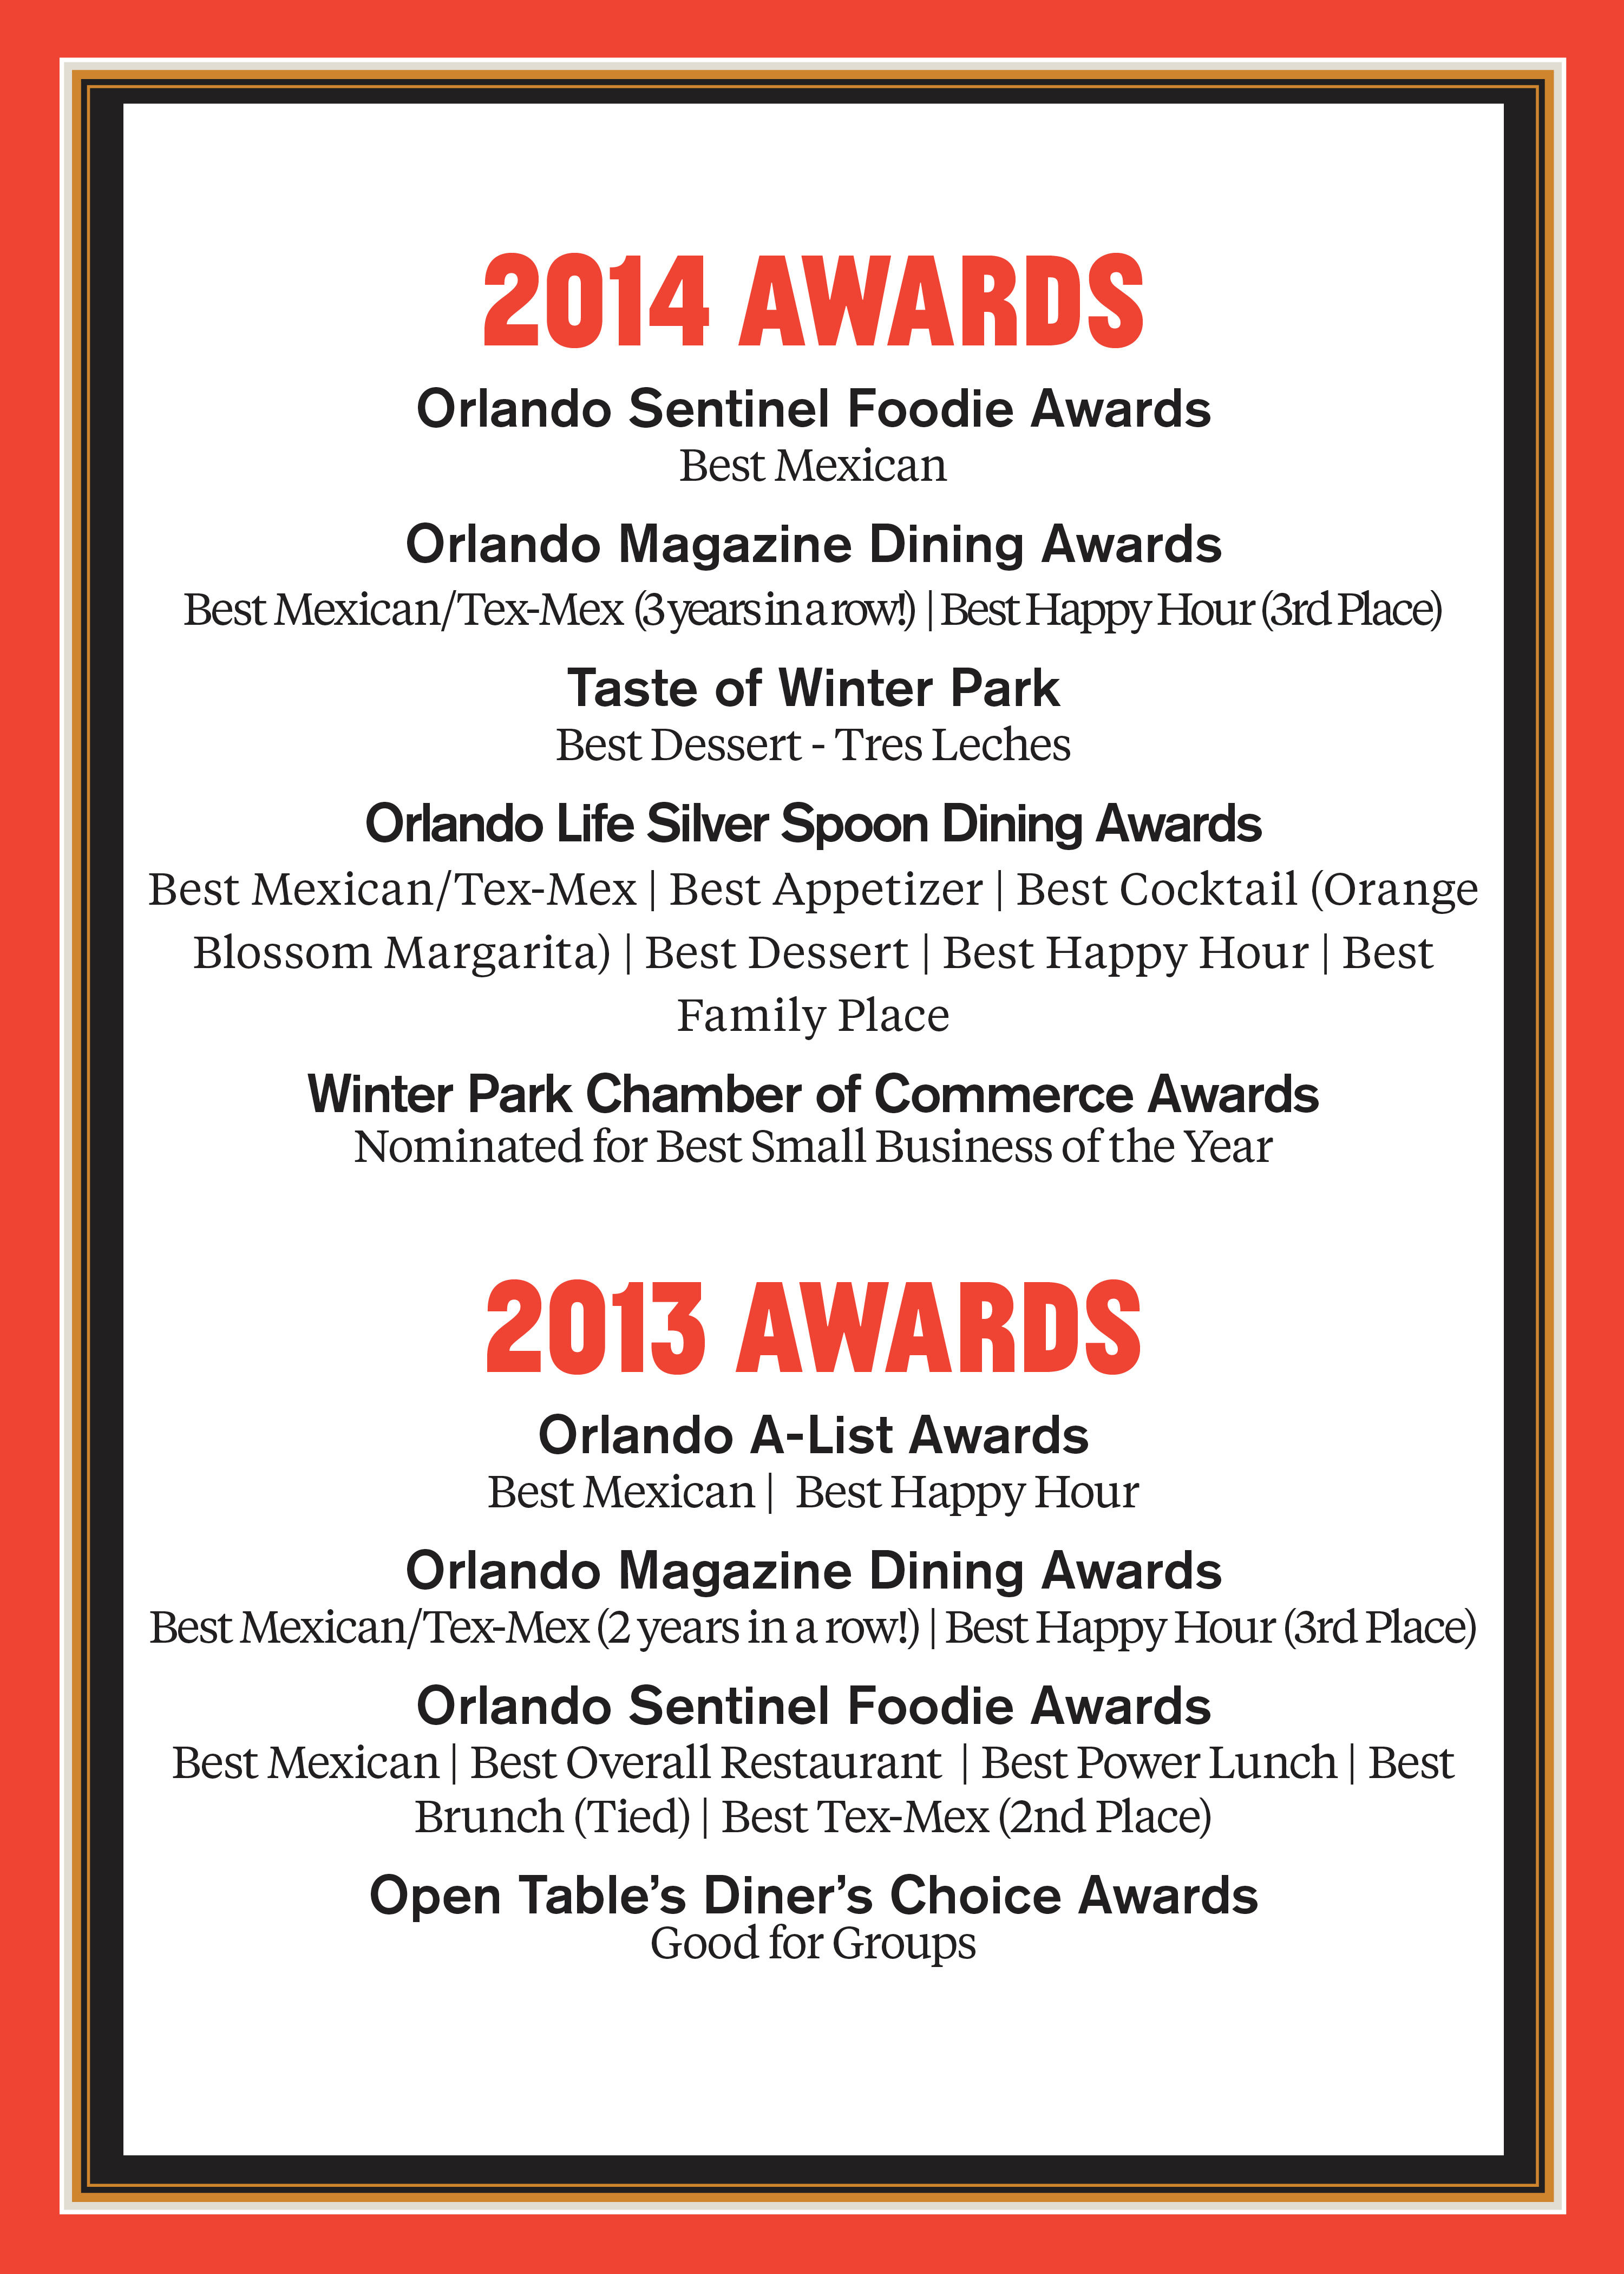 2014 AWARDS
Orlando Sentinel Foodie Awards
Best Mexican
Orlando Magazine Dining Awards
Best Mexican/Tex-Mex (3 years in a row!) | Best Happy Hour (3rd Place)
Taste of Winter Park
Best Dessert - Tres Leches
Orlando Life Silver Spoon Dining Awards
Best Mexican/Tex-Mex | Best Appetizer | Best Cocktail (Orange
Blossom Margarita) | Best Dessert | Best Happy Hour | Best
Family Place
Winter Park Chamber of Commerce Awards
Nominated for Best Small Business of the Year
2013 AWARDS
Orlando A-List Awards
Best Mexican | Best Happy Hour
Orlando Magazine Dining Awards
Best Mexican/Tex-Mex (2 years in a row!) | Best Happy Hour (3rd Place)
Orlando Sentinel Foodie Awards
Best Mexican | Best Overall Restaurant | Best Power Lunch | Best
Brunch (Tied) | Best Tex-Mex (2nd Place)
Open Table’s Diner’s Choice Awards
Good for Groups